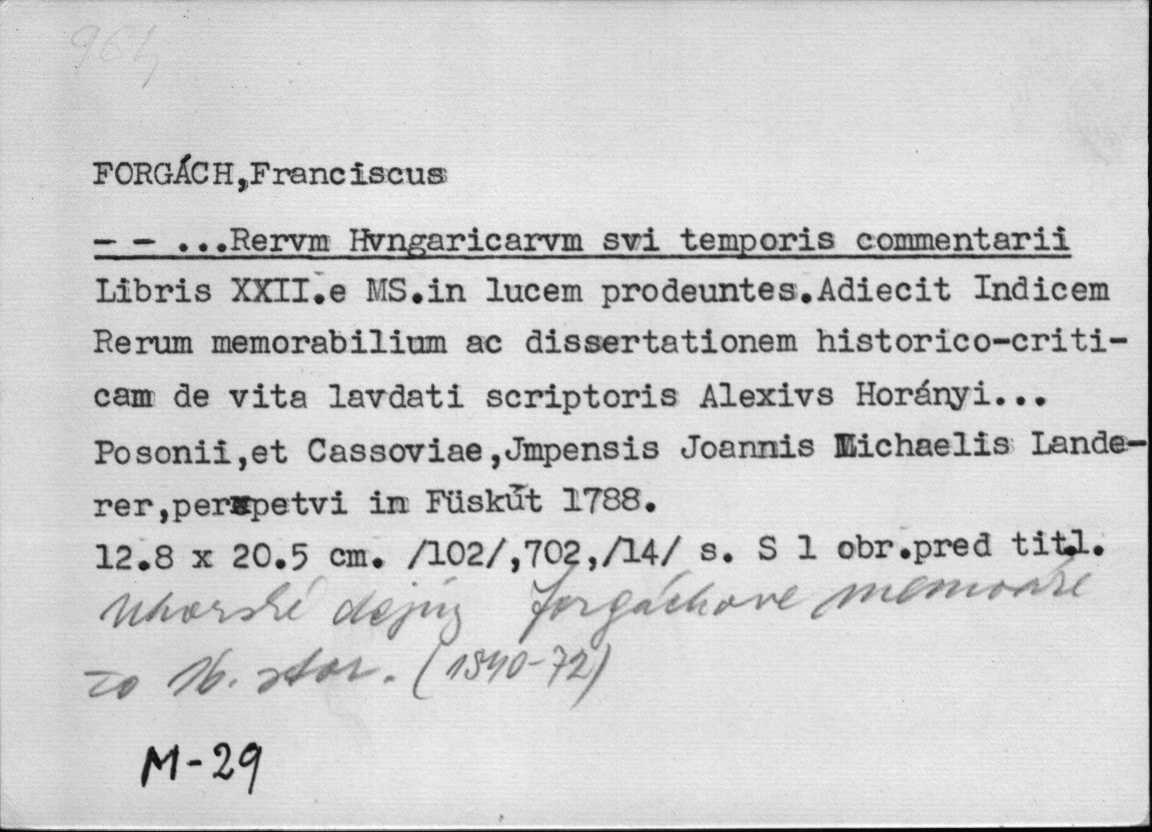 964
FORGÁCH,Franciscus
- - ...Rervm Hvngaricarvm svi temporis commentarii
Libris XXII.e MS.in lucem prodeuntes.Adiecit Indicem
Rerum memorabilium ac dissertationem historico-criti-
cam de vita lavdati scriptoris Alexivs Horányi...
Posonii,et Cassoviae,Jmpensis Joannis Michaelis Lande-
rer,perpetvi in Füskút 1788.
12.8 x 20.5 cm. /102/,702,/14/ s. S 1 obr.pred titl.
Uhorské dejiny Forgáchove memoáre
zo 16. stor. (1540-72)
M-29